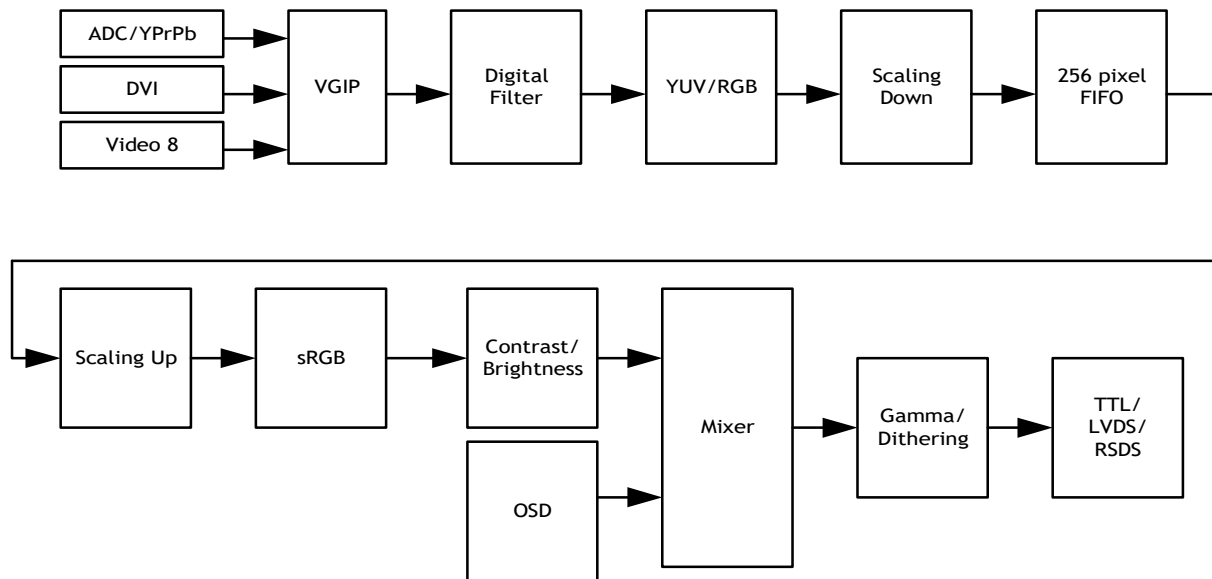 ADC/YPrPb
DVI
Video 8
VGIP
Digital
Filter
YUV/RGB
Scaling
Down
256 pixel
FIFO
Scaling Up
sRGB
Contrast/
Brightness
OSD
Mixer
Gamma/
Dithering
TTL/
LVDS/
RSDS